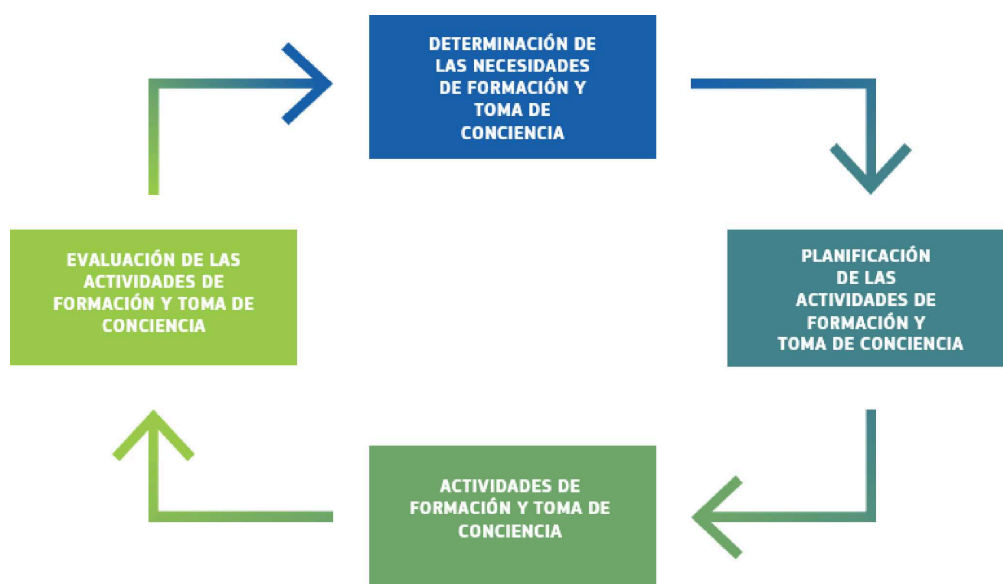 DETERMINACIÓN DE
LAS NECESIDADES
DE FORMACIÓN Y
TOMA DE
CONCIENCIA
PLANIFICACIÓN
DE LAS
ACTIVIDADES DE
FORMACIÓN Y
TOMA DE CONCIENCIA
ACTIVIDADES DE
FORMACIÓN Y TOMA DE
CONCIENCIA
EVALUACIÓN DE LAS
ACTIVIDADES DE
FORMACIÓN Y TOMA DE
CONCIENCIA